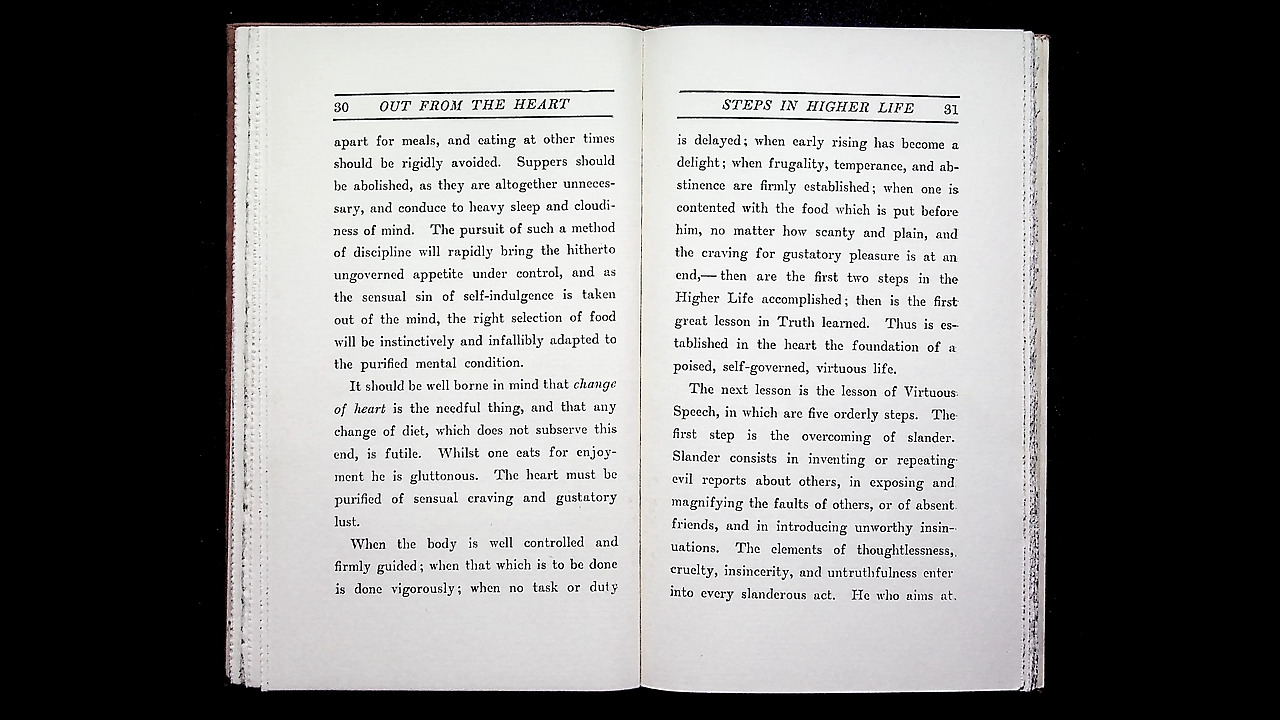 30 OUT FROM THE HEART
apart for meals, and eating at other times
should be rigidly avoided. Suppers should
be abolished, as they are altogether unneces-
sary, and conduce to heavy sleep and cloudi-
ness of mind. The pursuit of such a method
of discipline will rapidly bring the hitherto
ungoverned appetite under control, and as
the sensual sin of self-indulgence is taken
out of the mind, the right selection of food
will be instinctively and infallibly adapted to
the purified mental condition.
It should be well borne in mind that change
of heart is the needful thing, and that any
change of diet, which does not subserve this
end, is futile. Whilst one eats for enjoy-
ment he is gluttonous. The heart must be
purified of sensual craving and gustatory
lust.
When the body is well controlled and
firmly guided; when that which is to be done
is done vigorously; when no task or duty
STEPS IN HIGHER LIFE 31
is delayed; when early rising has become a
delight; when frugality, temperance, and ab-
stinence are firmly established; when one is
contented with the food which is put before
him, no matter how scanty and plain, and
the craving for gustatory pleasure is at an
end,—then are the first two steps in the
Higher Life accomplished; then is the first
great lesson in Truth learned. Thus is es-
tablished in the heart the foundation of a
poised, self-governed, virtuous life.
The next lesson is the lesson of Virtuous
Speech, in which are five orderly steps. The
first step is the overcoming of slander.
Slander consists in inventing or repeating
evil reports about others, in exposing and
magnifying the faults of others, or of absent
friends, and in introducing unworthy insin-
uations. The elements of thoughtlessness,
cruelty, insincerity, and untruthfulness enter
into every slanderous act. He who aims at